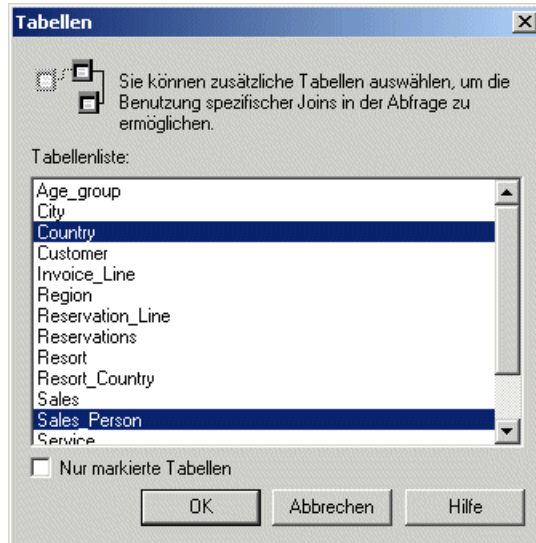 Tabellen
Sie können zusätzliche Tabellen auswählen, um die
Benutzung spezifischer Joins in der Abfrage zu
ermöglichen.
Tabellenliste:
Age_group
City
Country
Customer
Invoice_Line
Region
Reservation_Line
Reservations
Resort
Resort_Country
Sales
Sales_Person
Service
Nur markierte Tabellen
OK Abbrechen Hilfe